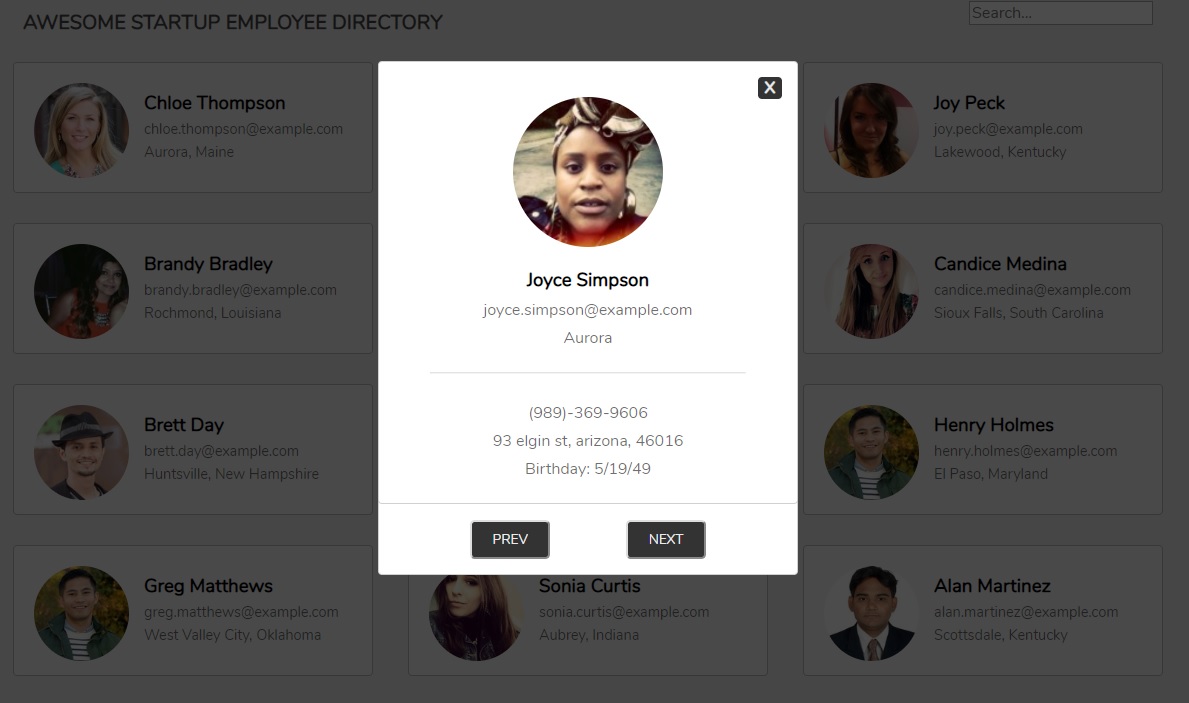 AWESOME STARTUP EMPLOYEE DIRECTORY
Search...
Chloe Thompson
chloe.thompson@example.com
Aurora, Maine
X
Joyce Simpson
joyce.simpson@example.com
Aurora
(989)-369-9606
93 elgin st, arizona, 46016
Birthday: 5/19/49
PREV
NEXT
Joy Peck
joy.peck@example.com
Lakewood, Kentucky
Brandy Bradley
brandy.bradley@example.com
Rochmond, Louisiana
Candice Medina
candice.medina@example.com
Sioux Falls, South Carolina
Brett Day
brett.day@example.com
Huntsville, New Hampshire
Henry Holmes
henry.holmes@example.com
El Paso, Maryland
Greg Matthews
greg.matthews@example.com
West Valley City, Oklahoma
Sonia Curtis
sonia.curtis@example.com
Aubrey, Indiana
Alan Martinez
alan.martinez@example.com
Scottsdale, Kentucky